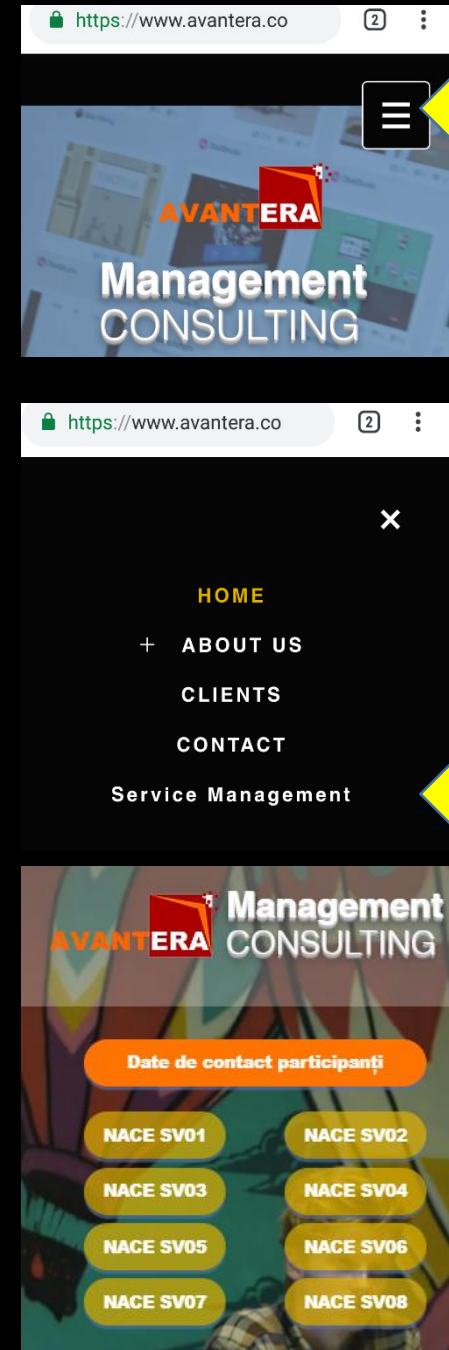 https://www.avantera.co
2
AVANTERA
Management
CONSULTING
https://www.avantera.co
2
HOME
+ ABOUT US
CLIENTS
CONTACT
Service Management
AVANTERA
Management
CONSULTING
Date de contact participanți
NACE SV01 NACE SV02
NACE SV03 NACE SV04
NACE SV05 NACE SV06
NACE SV07 NACE SV08